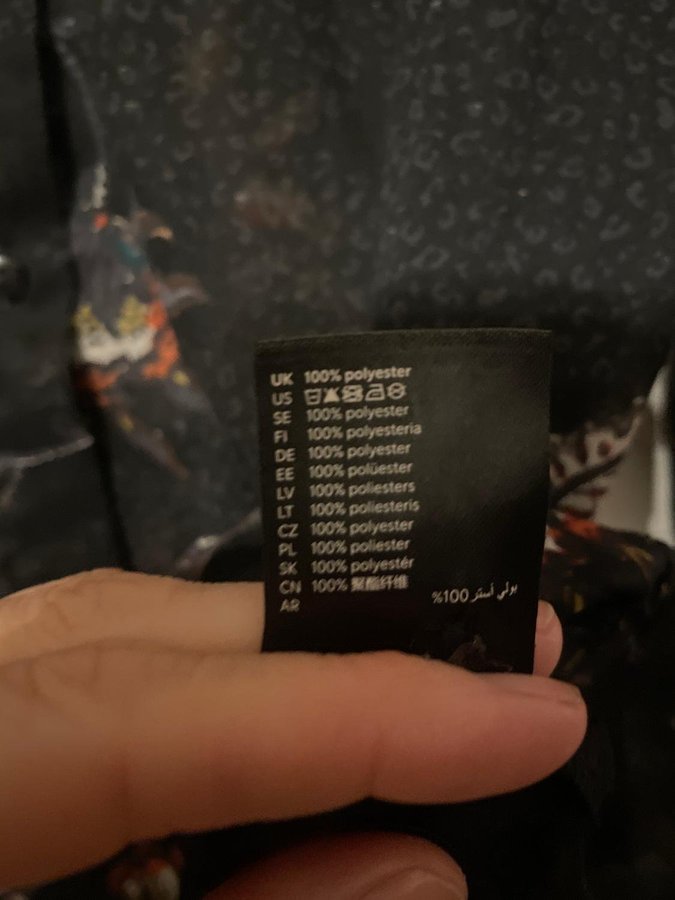 UK 100% polyester
US
SE 100% polyester
FI 100% polyesteria
DE 100% polyester
EE 100% polüester
LV 100% poliesters
LT 100% poliesteris
CZ 100% polyester
PL 100% poliester
SK 100% polyestér
CN 100% 聚酯纤维
AR بولي أستر 100%